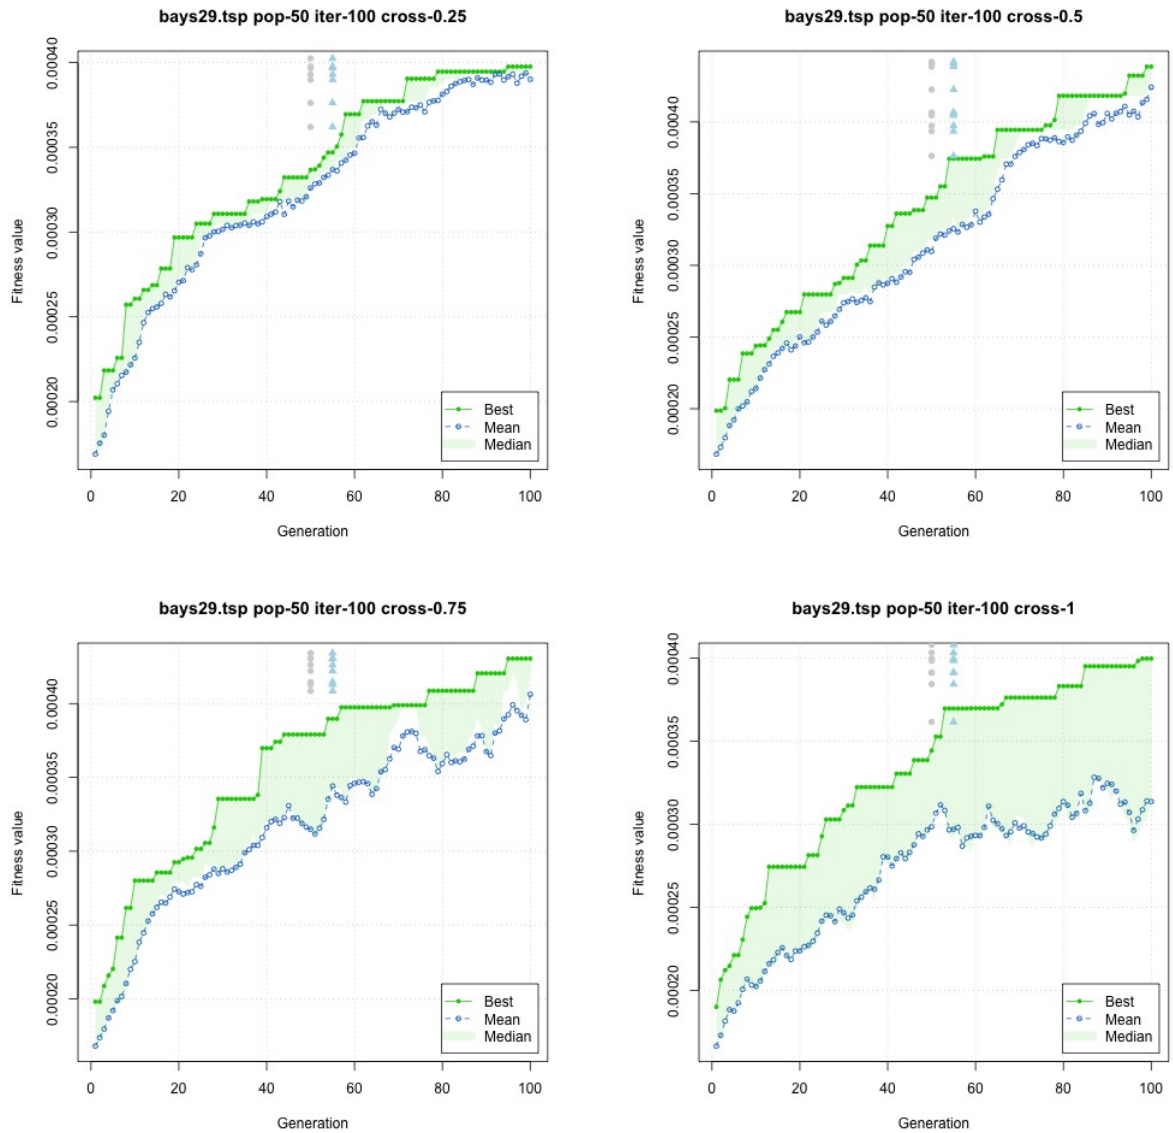 bays29.tsp pop-50 iter-100 cross-0.25
Fitness value
0.00040
0.00035
0.00030
0.00025
0.00020
Best
Mean
Median
0 20 40 60 80 100
Generation
bays29.tsp pop-50 iter-100 cross-0.5
Fitness value
0.00040
0.00035
0.00030
0.00025
0.00020
Best
Mean
Median
0 20 40 60 80 100
Generation
bays29.tsp pop-50 iter-100 cross-0.75
Fitness value
0.00040
0.00035
0.00030
0.00025
0.00020
Best
Mean
Median
0 20 40 60 80 100
Generation
bays29.tsp pop-50 iter-100 cross-1
Fitness value
0.00040
0.00035
0.00030
0.00025
0.00020
Best
Mean
Median
0 20 40 60 80 100
Generation